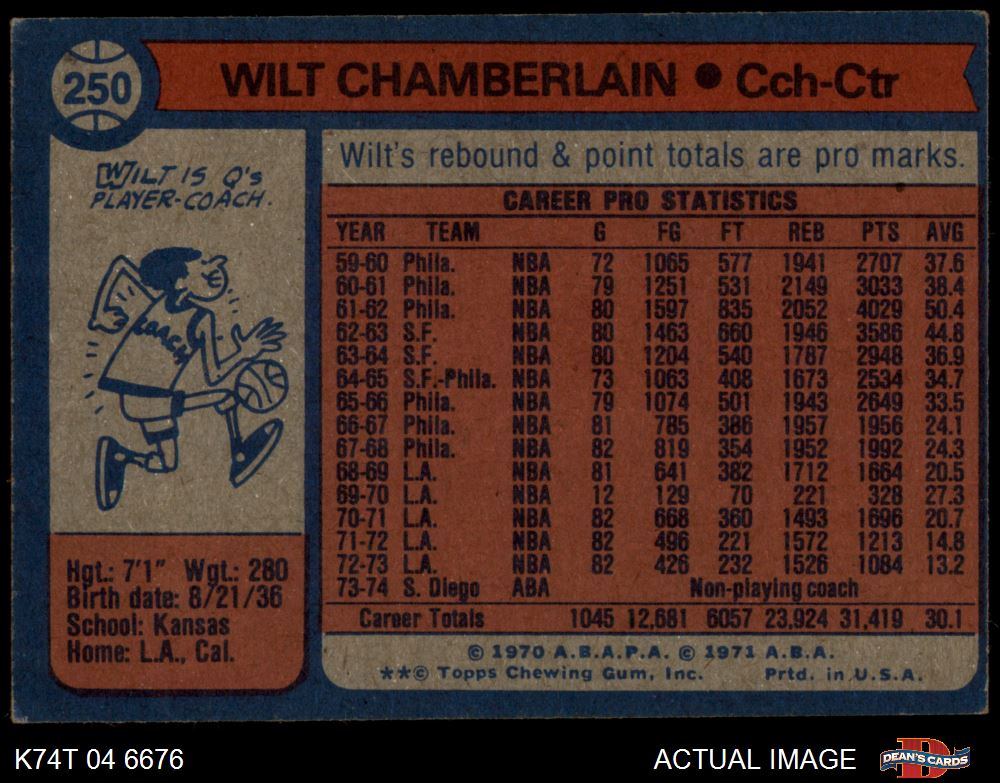 250
WILT CHAMBERLAIN • Cch-Ctr
WILT IS Q's
PLAYER-COACH.
COACH
Hgt.: 7'1" Wgt.: 280
Birth date: 8/21/36
School: Kansas
Home: L.A., Cal.
Wilt's rebound & point totals are pro marks.
CAREER PRO STATISTICS
YEAR TEAM G FG FT REB PTS AVG
59-60 Phila. NBA 72 1065 577 1941 2707 37.6
60-61 Phila. NBA 79 1251 531 2149 3033 38.4
61-62 Phila. NBA 80 1597 835 2052 4029 50.4
62-63 S.F. NBA 80 1463 660 1946 3586 44.8
63-64 S.F. NBA 80 1204 540 1787 2948 36.9
64-65 S.F.-Phila. NBA 73 1063 408 1673 2534 34.7
65-66 Phila. NBA 79 1074 501 1943 2649 33.5
66-67 Phila. NBA 81 785 386 1957 1956 24.1
67-68 Phila. NBA 82 819 354 1952 1992 24.3
68-69 L.A. NBA 81 641 382 1712 1664 20.5
69-70 L.A. NBA 12 129 70 221 328 27.3
70-71 L.A. NBA 82 668 360 1493 1696 20.7
71-72 L.A. NBA 82 496 221 1572 1213 14.8
72-73 L.A. NBA 82 426 232 1526 1084 13.2
73-74 S. Diego ABA Non-playing coach
Career Totals 1045 12,681 6057 23,924 31,419 30.1
© 1970 A.B.A.P.A. © 1971 A.B.A.
**© Topps Chewing Gum, Inc. Prtd. in U.S.A.
K74T 04 6676
ACTUAL IMAGE
D
DEAN'S CARDS